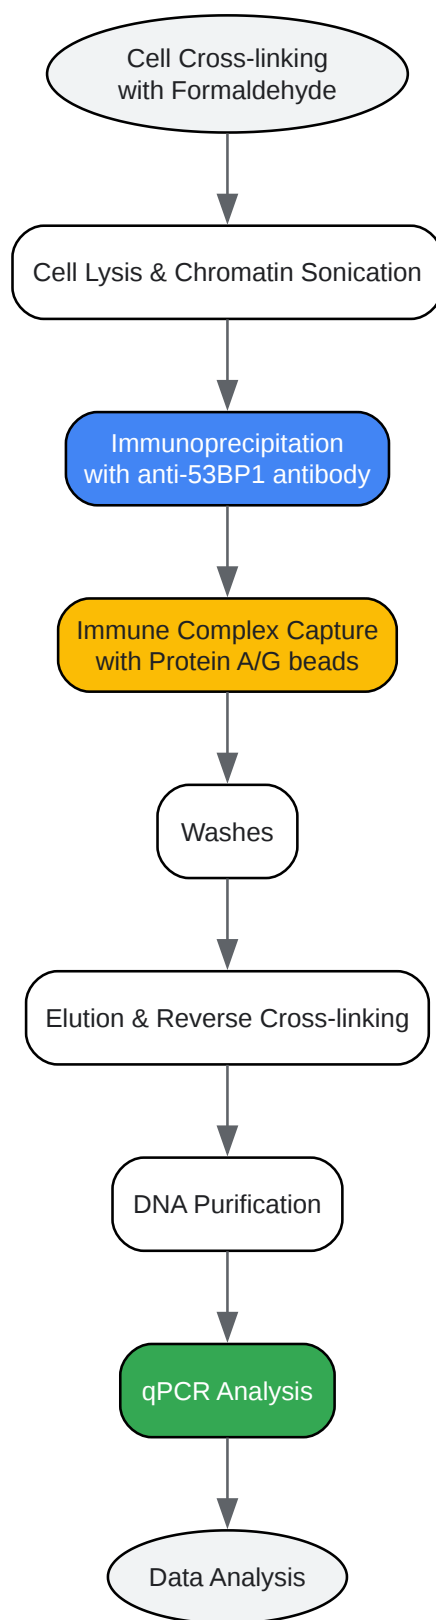 Cell Cross-linking
with Formaldehyde
Cell Lysis & Chromatin Sonication
Immunoprecipitation
with anti-53BP1 antibody
Immune Complex Capture
with Protein A/G beads
Washes
Elution & Reverse Cross-linking
DNA Purification
qPCR Analysis
Data Analysis